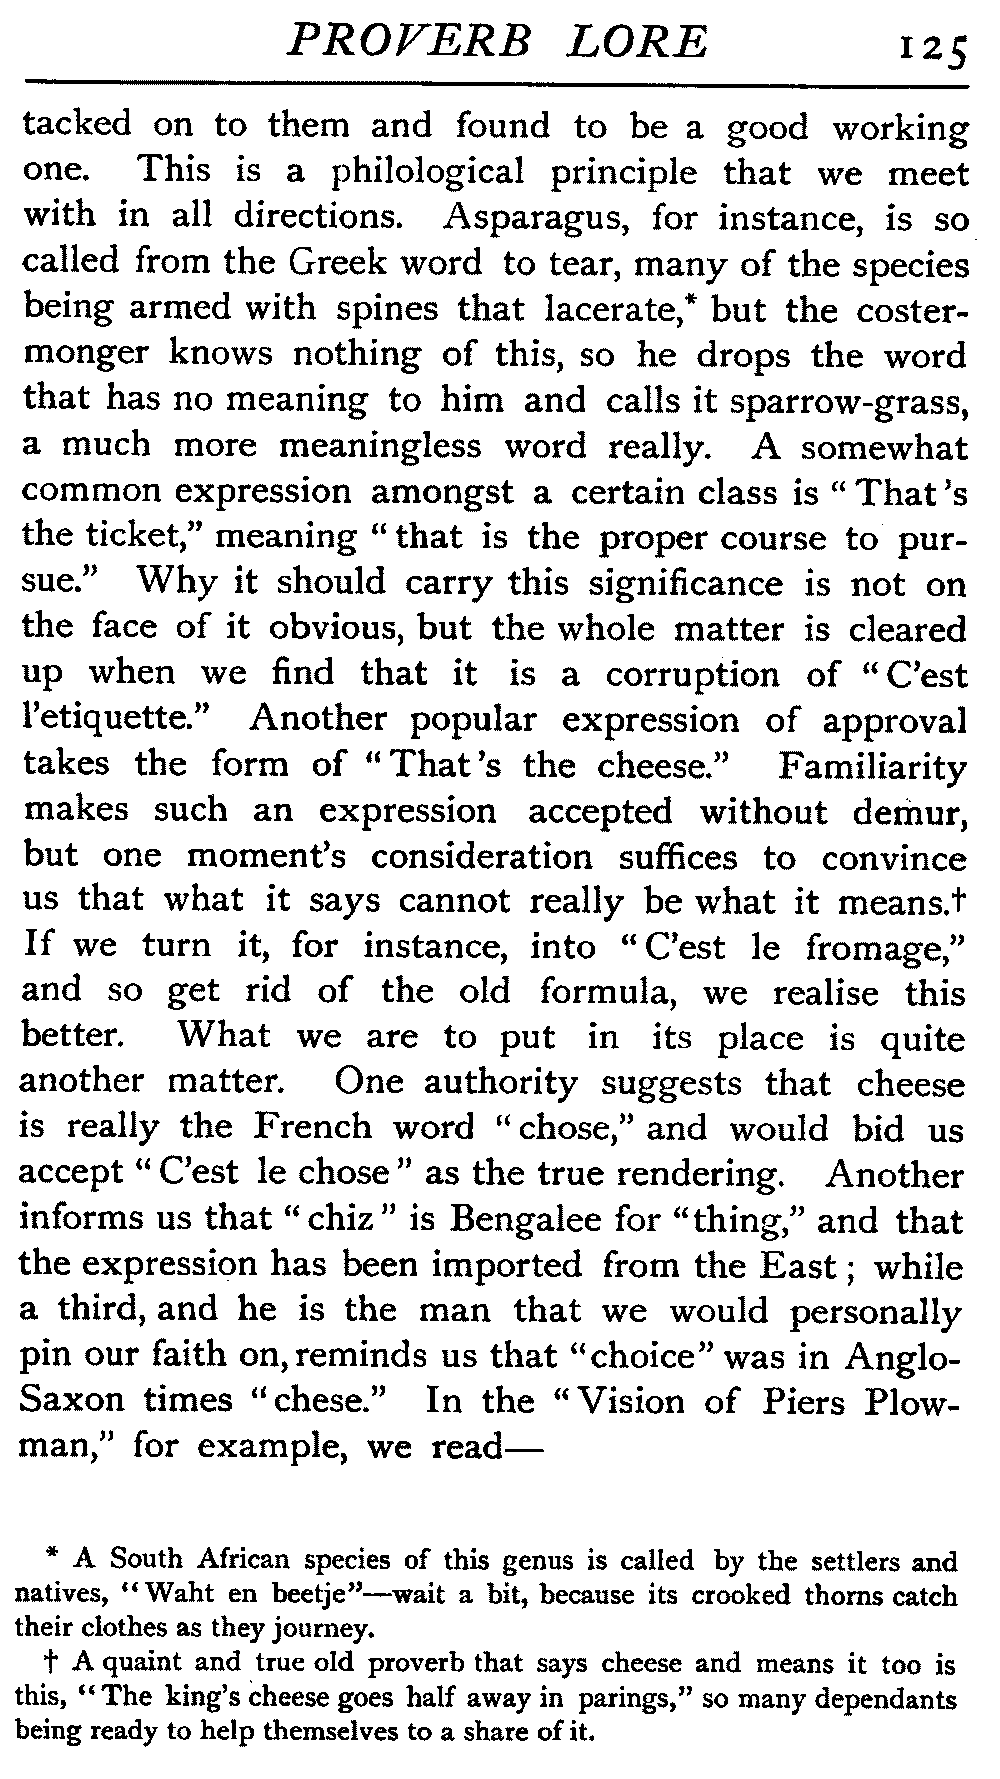 PROVERB LORE 125
tacked on to them and found to be a good working
one. This is a philological principle that we meet
with in all directions. Asparagus, for instance, is so
called from the Greek word to tear, many of the species
being armed with spines that lacerate,* but the coster-
monger knows nothing of this, so he drops the word
that has no meaning to him and calls it sparrow-grass,
a much more meaningless word really. A somewhat
common expression amongst a certain class is "That's
the ticket," meaning "that is the proper course to pur-
sue." Why it should carry this significance is not on
the face of it obvious, but the whole matter is cleared
up when we find that it is a corruption of "C'est
l'etiquette." Another popular expression of approval
takes the form of "That's the cheese." Familiarity
makes such an expression accepted without demur,
but one moment's consideration suffices to convince
us that what it says cannot really be what it means.†
If we turn it, for instance, into "C'est le fromage,"
and so get rid of the old formula, we realise this
better. What we are to put in its place is quite
another matter. One authority suggests that cheese
is really the French word "chose," and would bid us
accept "C'est le chose" as the true rendering. Another
informs us that "chiz" is Bengalee for "thing," and that
the expression has been imported from the East; while
a third, and he is the man that we would personally
pin our faith on, reminds us that "choice" was in Anglo-
Saxon times "chese." In the "Vision of Piers Plow-
man," for example, we read—
* A South African species of this genus is called by the settlers and
natives, "Waht en beetje"—wait a bit, because its crooked thorns catch
their clothes as they journey.
† A quaint and true old proverb that says cheese and means it too is
this, "The king's cheese goes half away in parings," so many dependants
being ready to help themselves to a share of it.